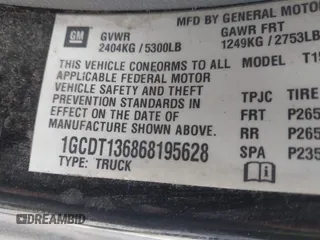 MFD BY GENERAL MOTOR
GM
GVWR
2404KG / 5300LB
GAWR FRT
1249KG / 2753LB
THIS VEHICLE CONFORMS TO ALL
MODEL: T15
APPLICABLE FEDERAL MOTOR
VEHICLE SAFETY AND THEFT
TPJC TIRE
PREVENTION STANDARDS IN
FRT P265
EFFECT ON THE DATE OF
RR P265
MANUFACTURE SHOWN ABOVE.
1GCDT136868195628
SPA P235
TYPE: TRUCK
DREAMBID